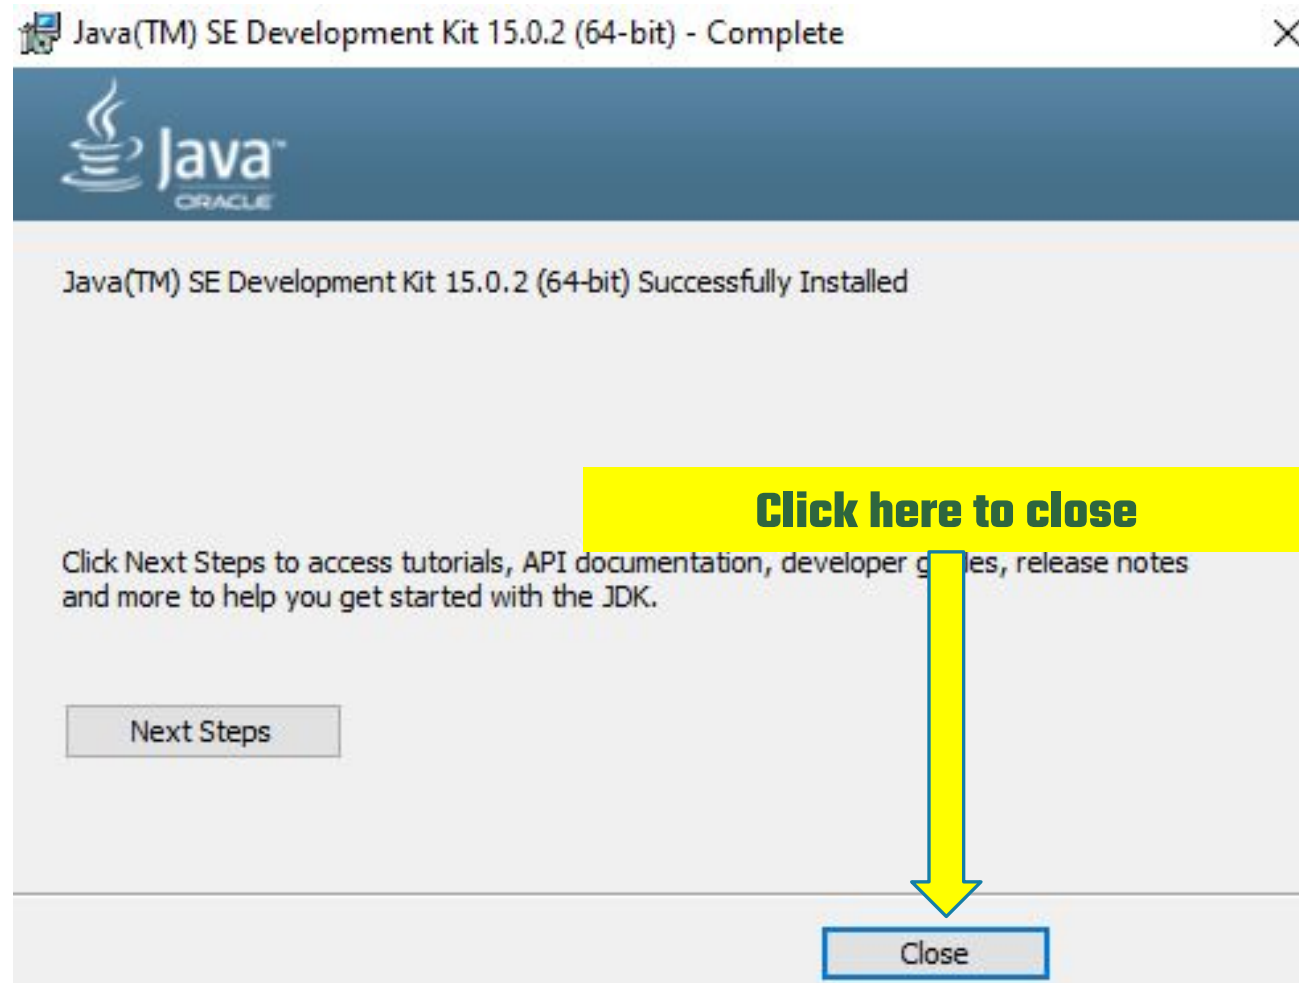 Java(TM) SE Development Kit 15.0.2 (64-bit) - Complete
Java™
ORACLE
Java(TM) SE Development Kit 15.0.2 (64-bit) Successfully Installed
Click here to close
Click Next Steps to access tutorials, API documentation, developer g les, release notes
and more to help you get started with the JDK.
Next Steps
Close